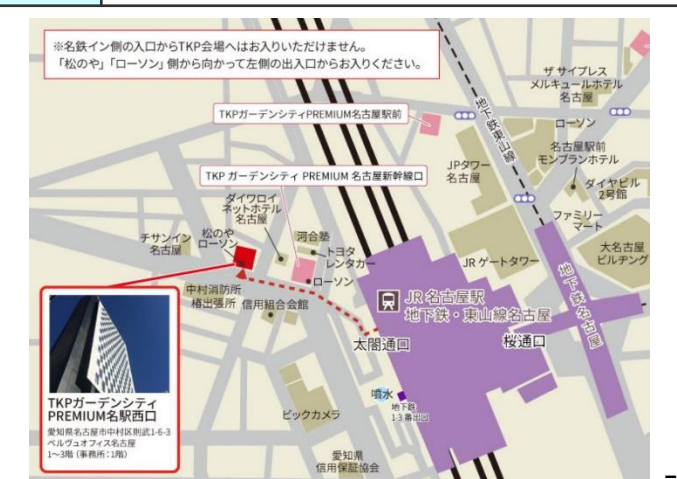 ※名鉄イン側の入口からTKP会場へはお入りいただけません。
「松のや」「ローソン」側から向かって左側の出入口からお入りください。
ザ サイプレス
メルキュールホテル
名古屋
地下鉄東山線
TKPガーデンシティPREMIUM名古屋駅前
ローソン
名古屋駅前
モンブランホテル
JPタワー
名古屋
TKP ガーデンシティ PREMIUM 名古屋新幹線口
ダイヤビル
2号館
ダイワロイ
ネットホテル
名古屋
ファミリー
マート
松のや
ローソン
河合塾
チサンイン
名古屋
トヨタ
レンタカー
大名古屋
ビルヂング
JR ゲートタワー
ローソン
中村消防所
椿出張所
信用組合会館
JR 名古屋駅
地下鉄・東山線名古屋
地下鉄名古屋
太閤通口
桜通口
噴水
地下鉄
1·3 番出口
ビックカメラ
愛知県
信用保証協会
TKPガーデンシティ
PREMIUM名駅西口
愛知県名古屋市中村区則武1-6-3
ベルヴュオフィス名古屋
1〜3階（事務所：1階）